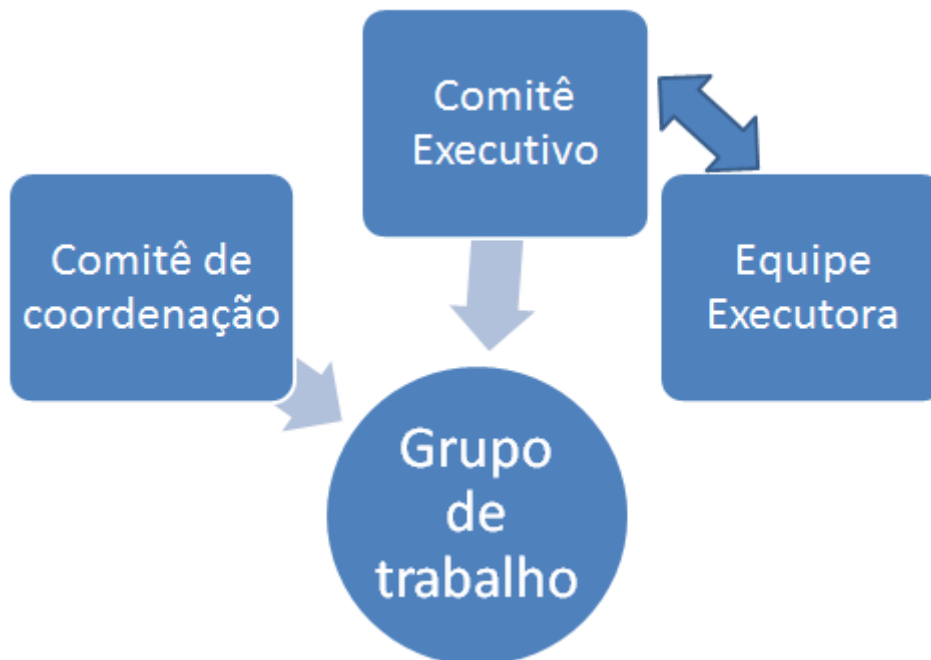 Comitê
Executivo
Comitê de
coordenação
Equipe
Executora
Grupo
de
trabalho